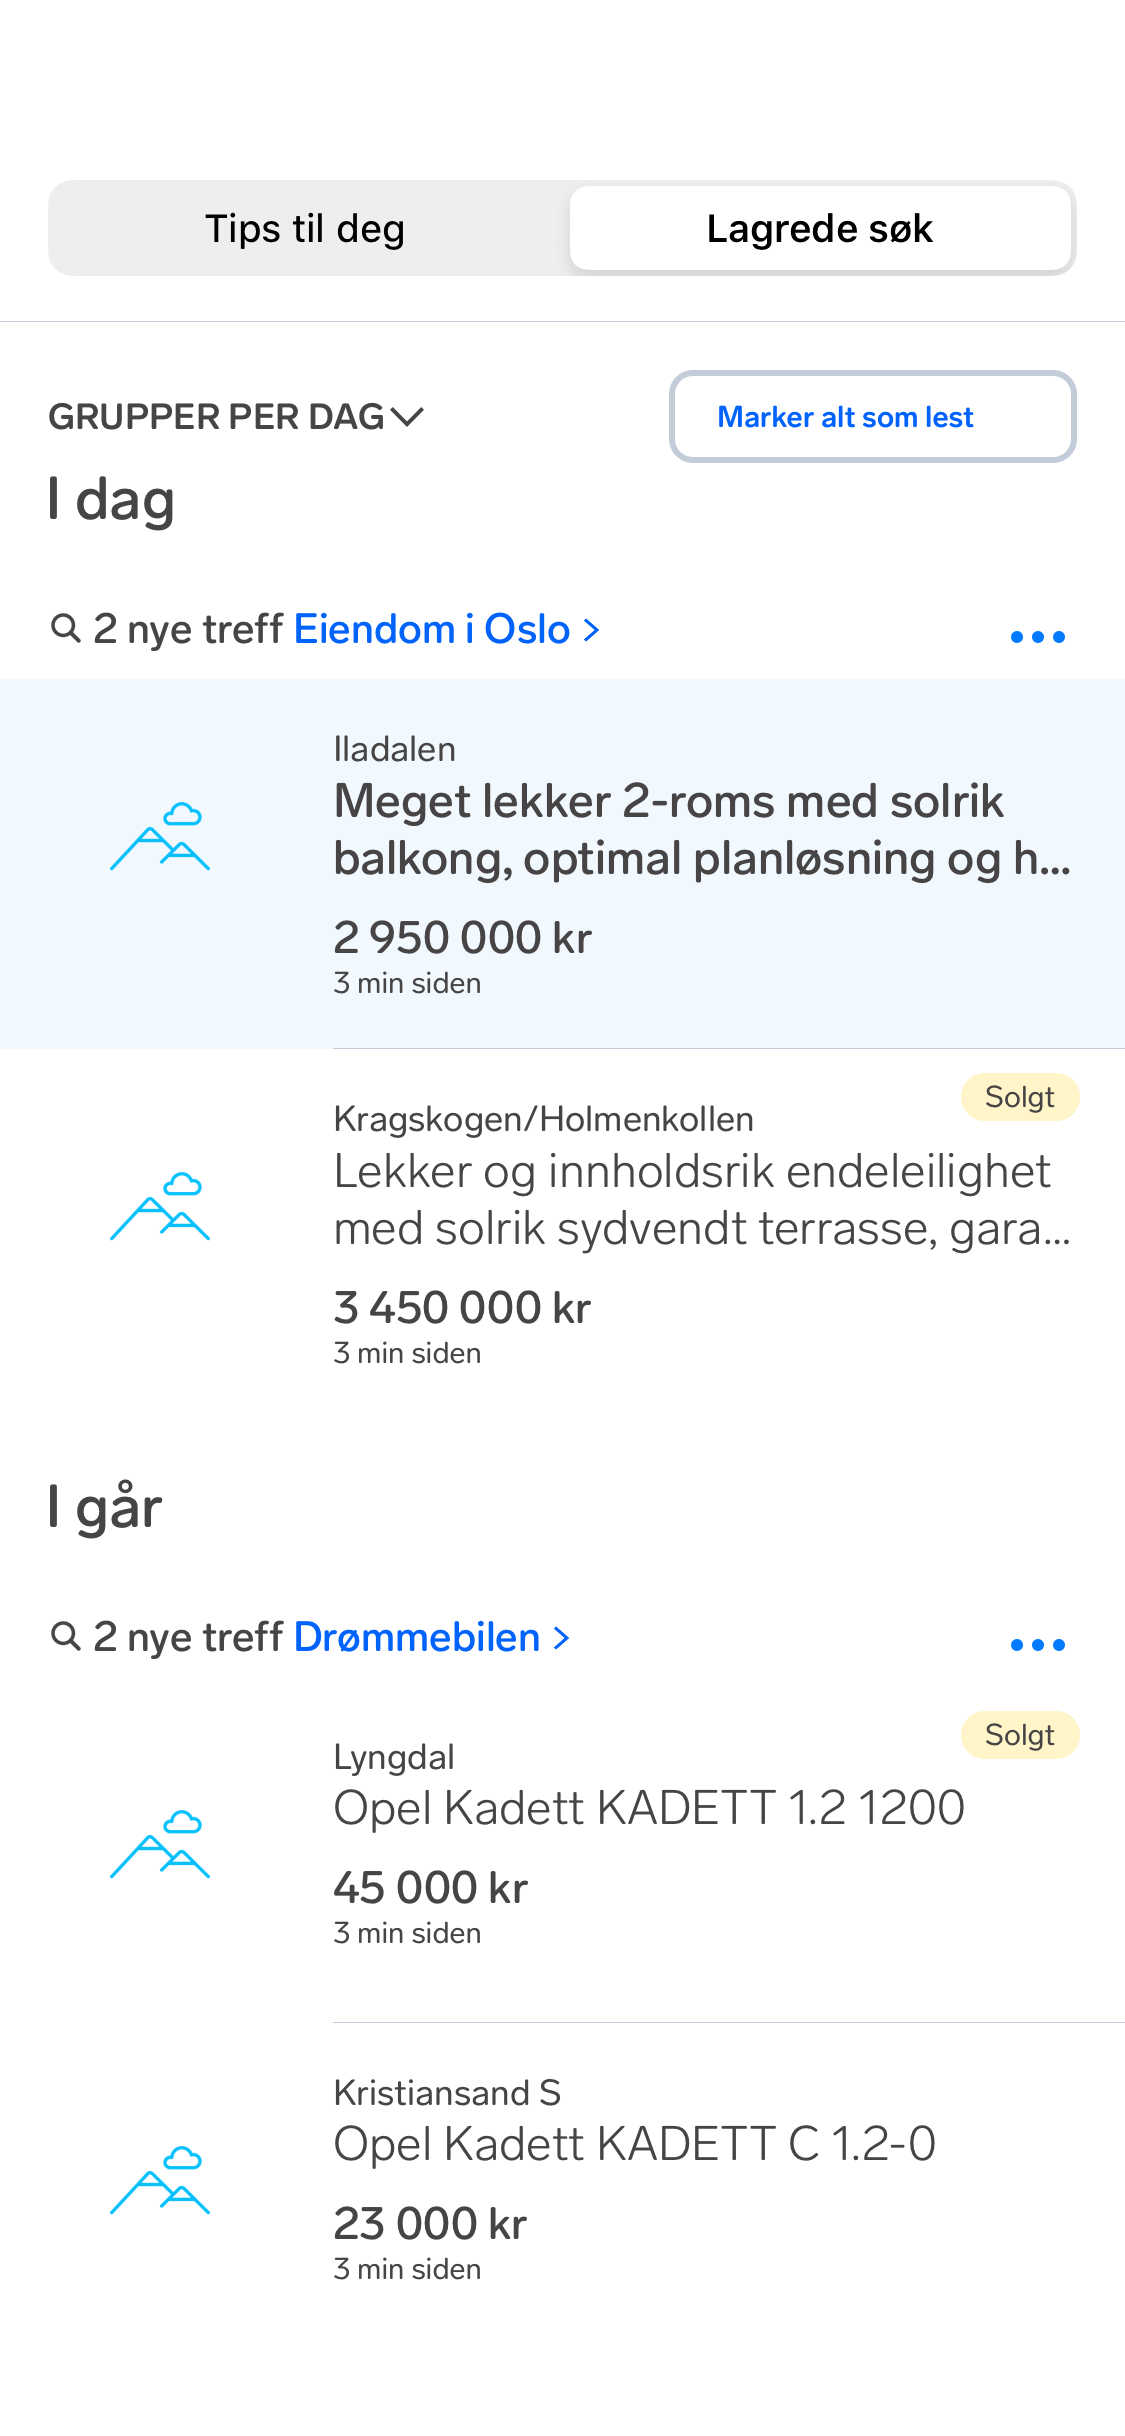 Tips til deg
Lagrede søk
GRUPPER PER DAG
Marker alt som lest
I dag
2 nye treff Eiendom i Oslo
Iladalen
Meget lekker 2-roms med solrik
balkong, optimal planløsning og h...
2 950 000 kr
3 min siden
Solgt
Kragskogen/Holmenkollen
Lekker og innholdsrik endeleilighet
med solrik sydvendt terrasse, gara...
3 450 000 kr
3 min siden
I går
2 nye treff Drømmebilen
Solgt
Lyngdal
Opel Kadett KADETT 1.2 1200
45 000 kr
3 min siden
Kristiansand S
Opel Kadett KADETT C 1.2-0
23 000 kr
3 min siden